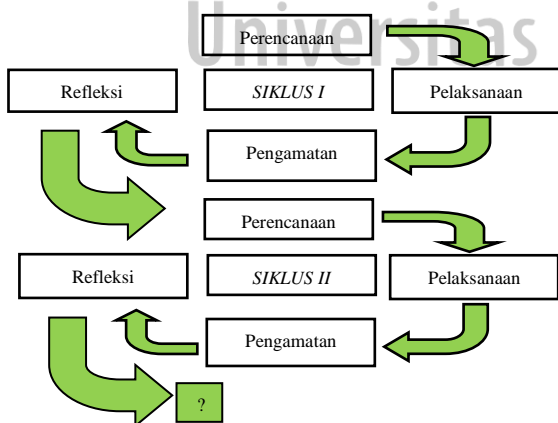 Universitas
Perencanaan
Refleksi
SIKLUS I
Pelaksanaan
Pengamatan
Perencanaan
Refleksi
SIKLUS II
Pelaksanaan
Pengamatan
?